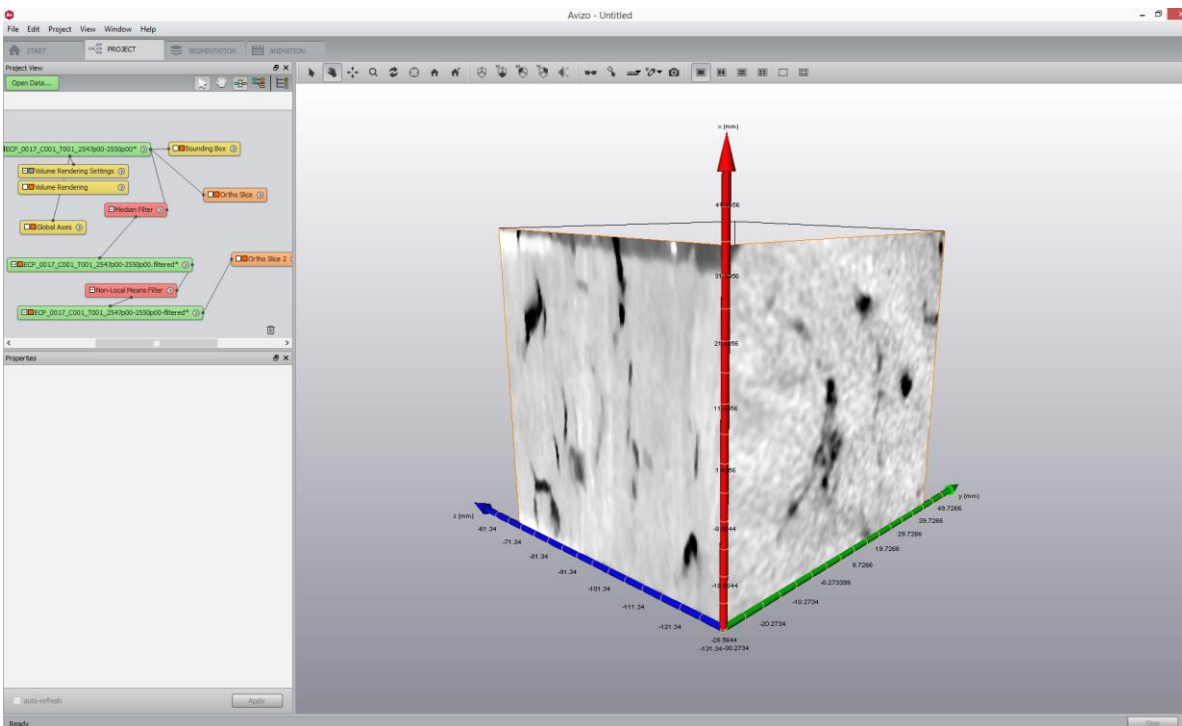 Avizo - Untitled
File Edit Project View Window Help
START PROJECT SEGMENTATION ANIMATION
Project View
Open Data...
ECP_0017_C001_T001_2547p00-2550p00*
Bounding Box
Volume Rendering Settings
Volume Rendering
Ortho Slice
Median Filter
Global Axes
Ortho Slice 2
ECP_0017_C001_T001_2547p00-2550p00.filtered*
Non-Local Means Filter
ECP_0017_C001_T001_2547p00-2550p00-filtered*
Properties
x (mm)
y (mm)
49.7266
39.7266
29.7266
19.7266
9.7266
-0.273399
-10.2734
-20.2734
z (mm)
-61.34
-71.34
-81.34
-91.34
-101.34
-111.34
-121.34
-28.5644
-131.34-30.2734
auto-refresh
Apply
Ready
Stop